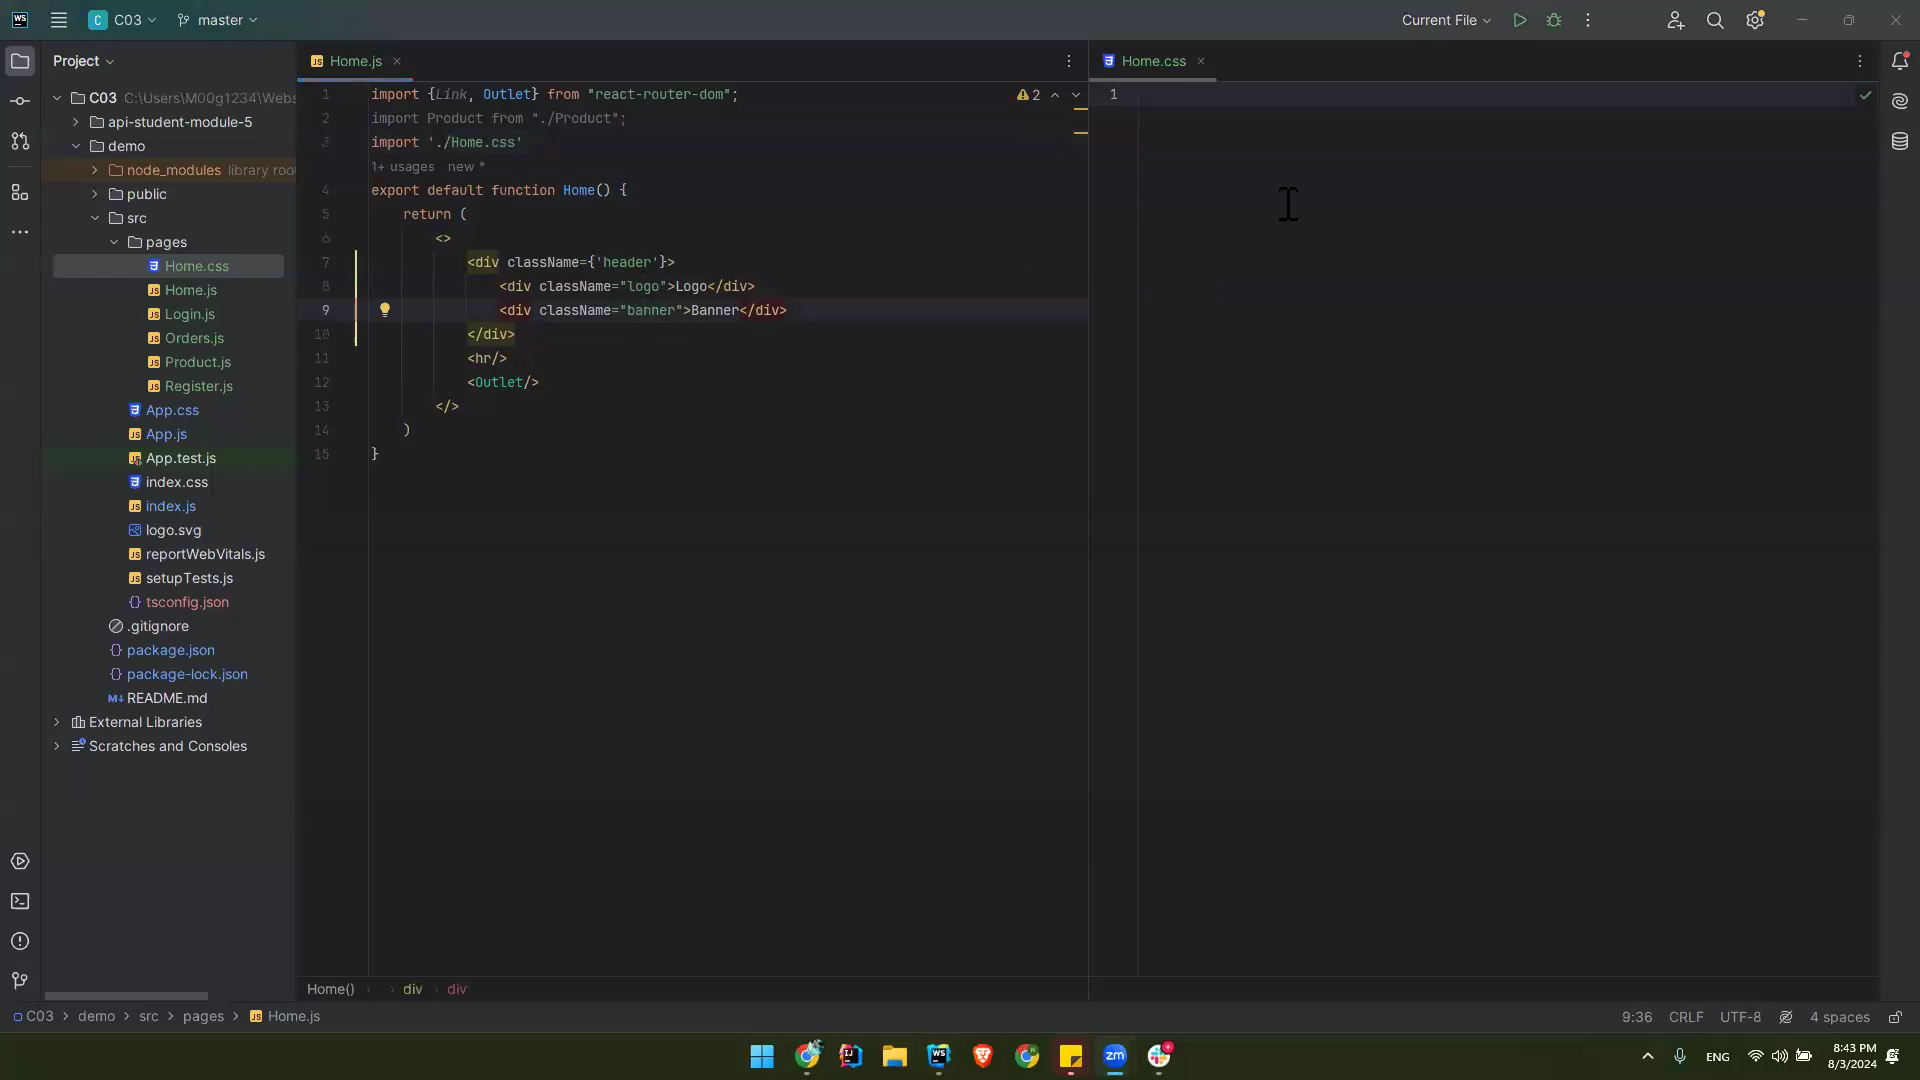 WS
C C03
master
Current File
Project
Home.js
Home.css
C03 C:\Users\M00g1234\Webs
api-student-module-5
demo
node_modules library roo
public
src
pages
Home.css
Home.js
Login.js
Orders.js
Product.js
Register.js
App.css
App.js
App.test.js
index.css
index.js
logo.svg
reportWebVitals.js
setupTests.js
tsconfig.json
.gitignore
package.json
package-lock.json
README.md
External Libraries
Scratches and Consoles
2
1 import {Link, Outlet} from "react-router-dom";
2 import Product from "./Product";
3 import './Home.css'
1+ usages new *
4 export default function Home() {
5 return (
6 <>
7 <div className={'header'}>
8 <div className="logo">Logo</div>
9 <div className="banner">Banner</div>
10 </div>
11 <hr/>
12 <Outlet/>
13 </>
14 )
15 }
1
Home() div div
C03 > demo > src > pages > Home.js
9:36 CRLF UTF-8 4 spaces
ENG
8:43 PM
8/3/2024